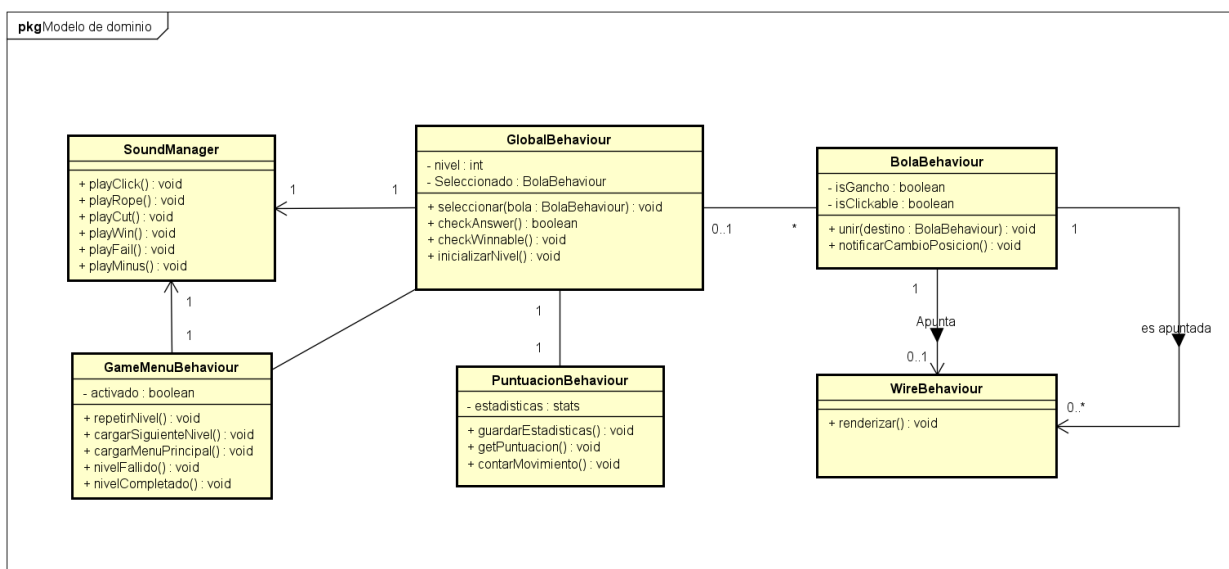 pkg Modelo de dominio
SoundManager
+ playClick() : void
+ playRope() : void
+ playCut() : void
+ playWin() : void
+ playFail() : void
+ playMinus() : void
1
1
GlobalBehaviour
- nivel : int
- Seleccionado : BolaBehaviour
+ seleccionar(bola : BolaBehaviour) : void
+ checkAnswer() : boolean
+ checkWinnable() : void
+ inicializarNivel() : void
0..1
*
BolaBehaviour
- isGancho : boolean
- isClickable : boolean
+ unir(destino : BolaBehaviour) : void
+ notificarCambioPosicion() : void
1
1
Apunta
0..1
es apuntada
0..*
1
1
GameMenuBehaviour
- activado : boolean
+ repetirNivel() : void
+ cargarSiguienteNivel() : void
+ cargarMenuPrincipal() : void
+ nivelFallido() : void
+ nivelCompletado() : void
1
1
PuntuacionBehaviour
- estadisticas : stats
+ guardarEstadisticas() : void
+ getPuntuacion() : void
+ contarMovimiento() : void
WireBehaviour
+ renderizar() : void